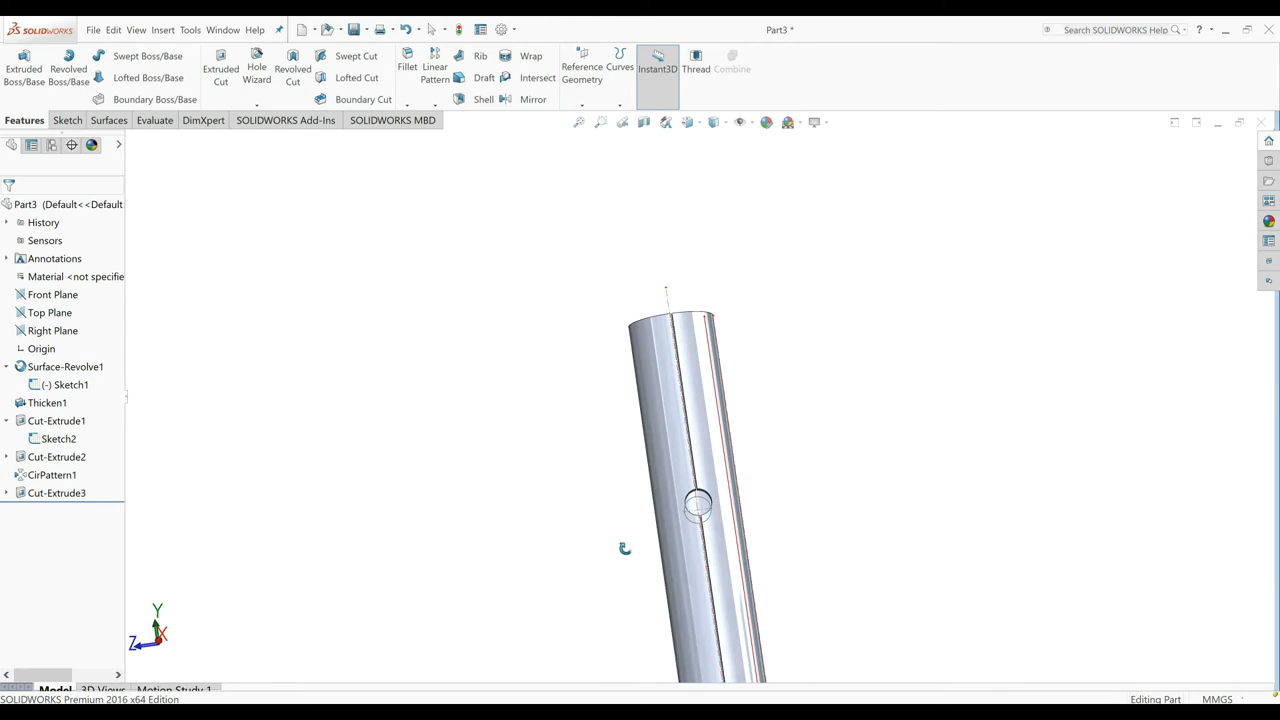 SOLIDWORKS File Edit View Insert Tools Window Help Part3 * Search SOLIDWORKS Help ?
Extruded Boss/Base
Revolved Boss/Base
Swept Boss/Base
Lofted Boss/Base
Boundary Boss/Base
Extruded Cut
Hole Wizard
Revolved Cut
Swept Cut
Lofted Cut
Boundary Cut
Fillet
Linear Pattern
Rib
Draft
Shell
Wrap
Intersect
Mirror
Reference Geometry
Curves
Instant3D
Thread
Combine
Features Sketch Surfaces Evaluate DimXpert SOLIDWORKS Add-Ins SOLIDWORKS MBD
Part3 (Default<<Default
History
Sensors
Annotations
Material <not specifie
Front Plane
Top Plane
Right Plane
Origin
Surface-Revolve1
(-) Sketch1
Thicken1
Cut-Extrude1
Sketch2
Cut-Extrude2
CirPattern1
Cut-Extrude3
Y
Z X
Model 3D Views Motion Study 1
SOLIDWORKS Premium 2016 x64 Edition Editing Part MMGS